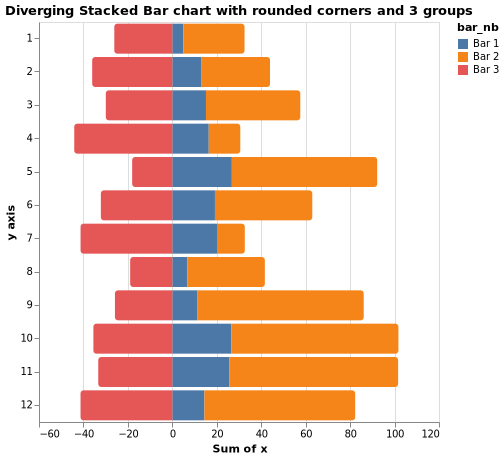 Diverging Stacked Bar chart with rounded corners and 3 groups
bar_nb
Bar 1
Bar 2
Bar 3
y axis
1
2
3
4
5
6
7
8
9
10
11
12
−60 −40 −20 0 20 40 60 80 100 120
Sum of x